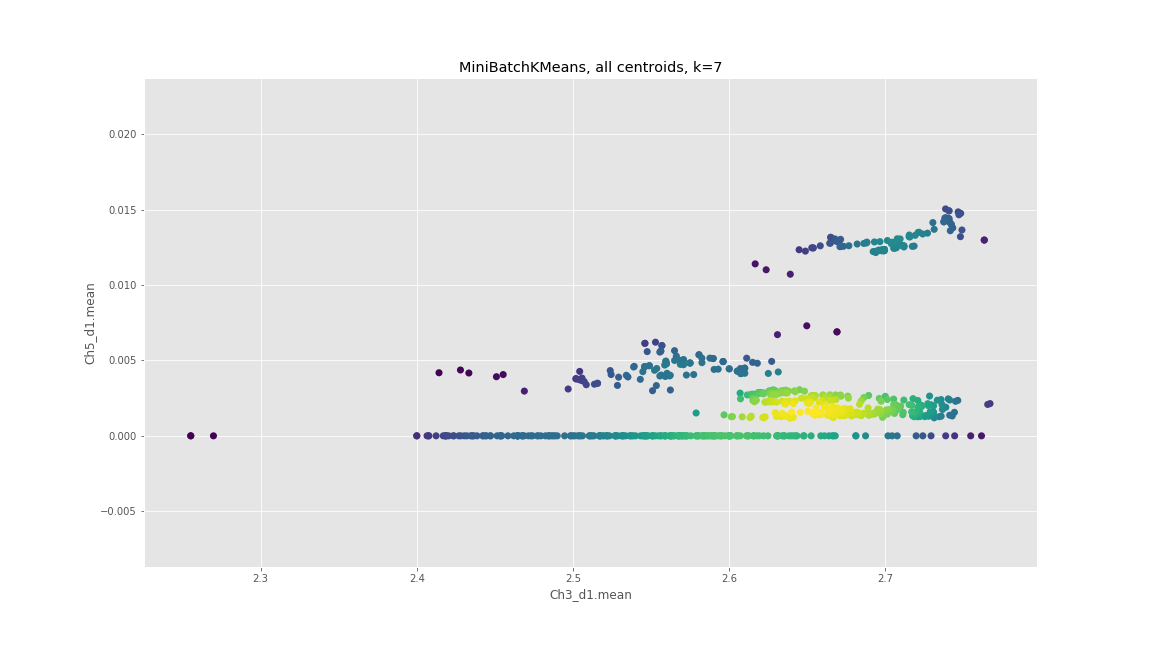 MiniBatchKMeans, all centroids, k=7
0.020
0.015
0.010
0.005
0.000
−0.005
Ch5_d1.mean
2.3 2.4 2.5 2.6 2.7
Ch3_d1.mean